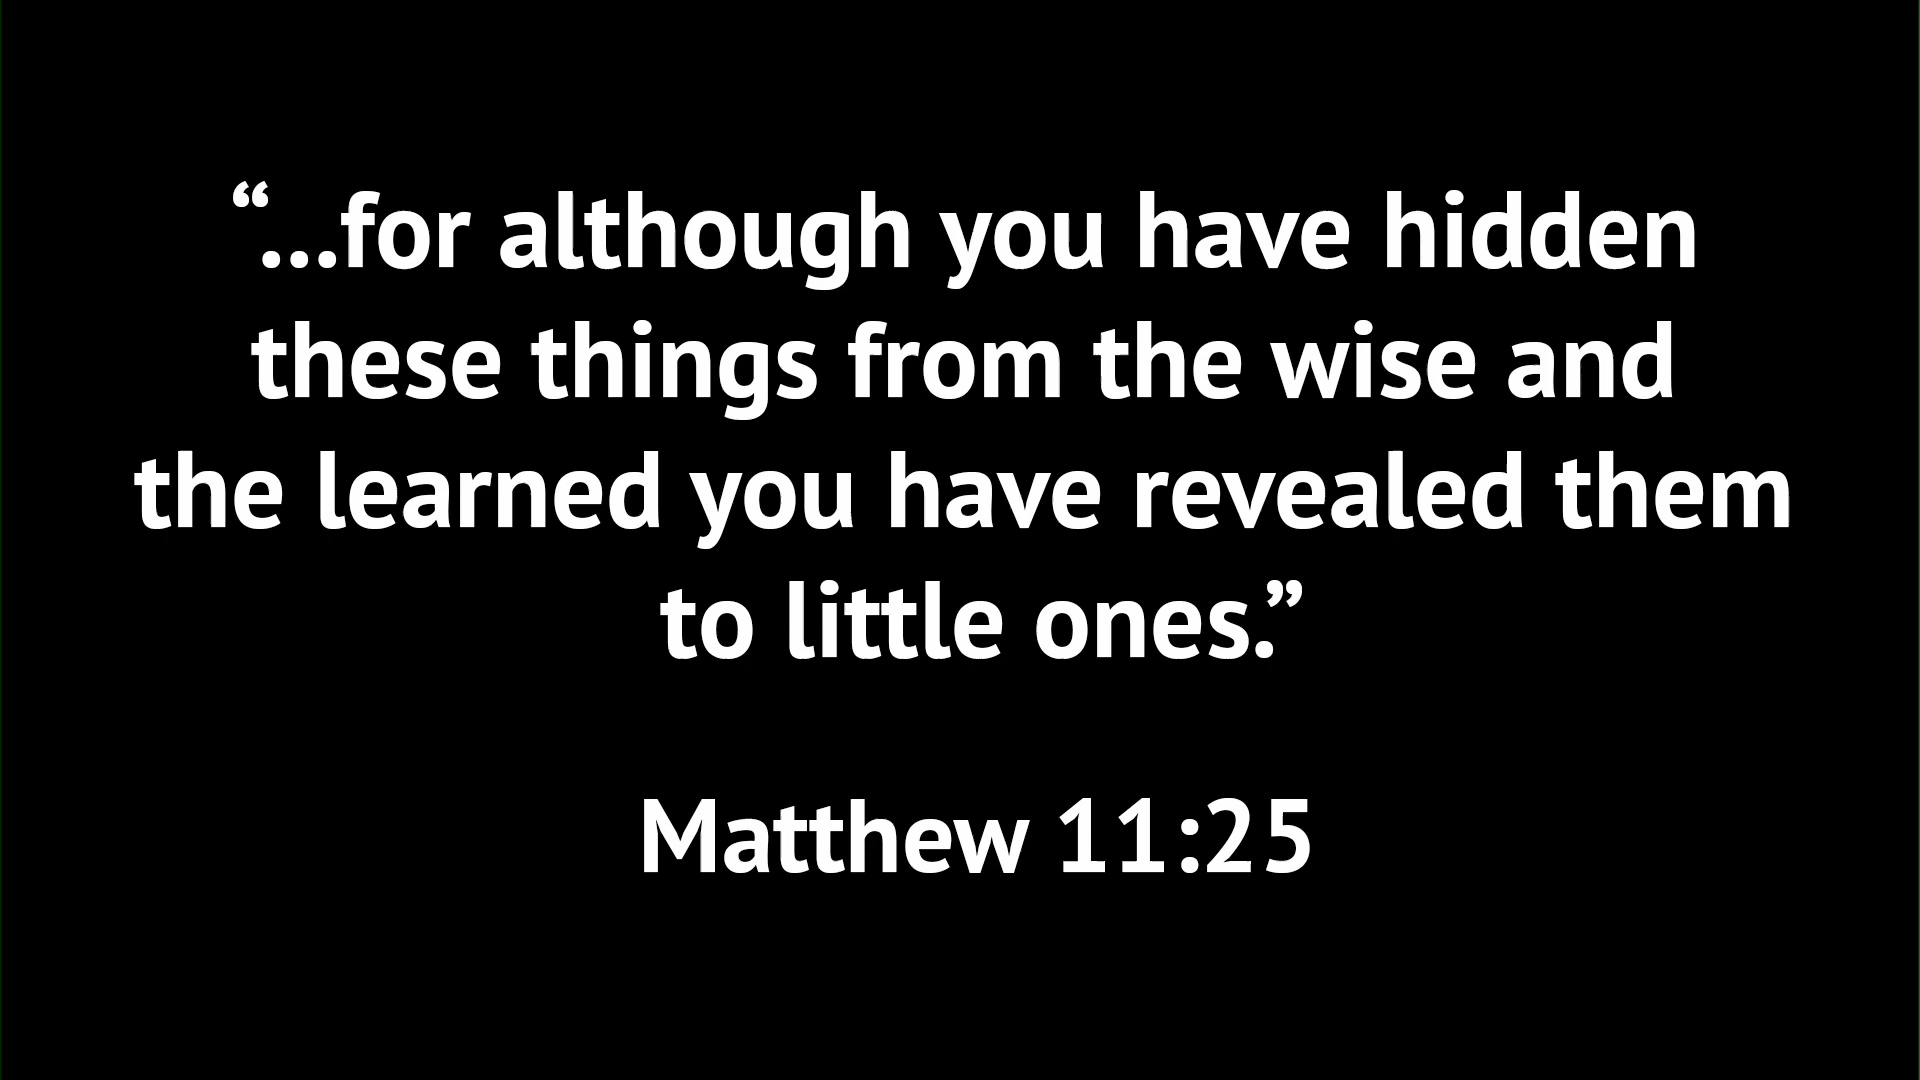 “...for although you have hidden
these things from the wise and
the learned you have revealed them
to little ones.”
Matthew 11:25